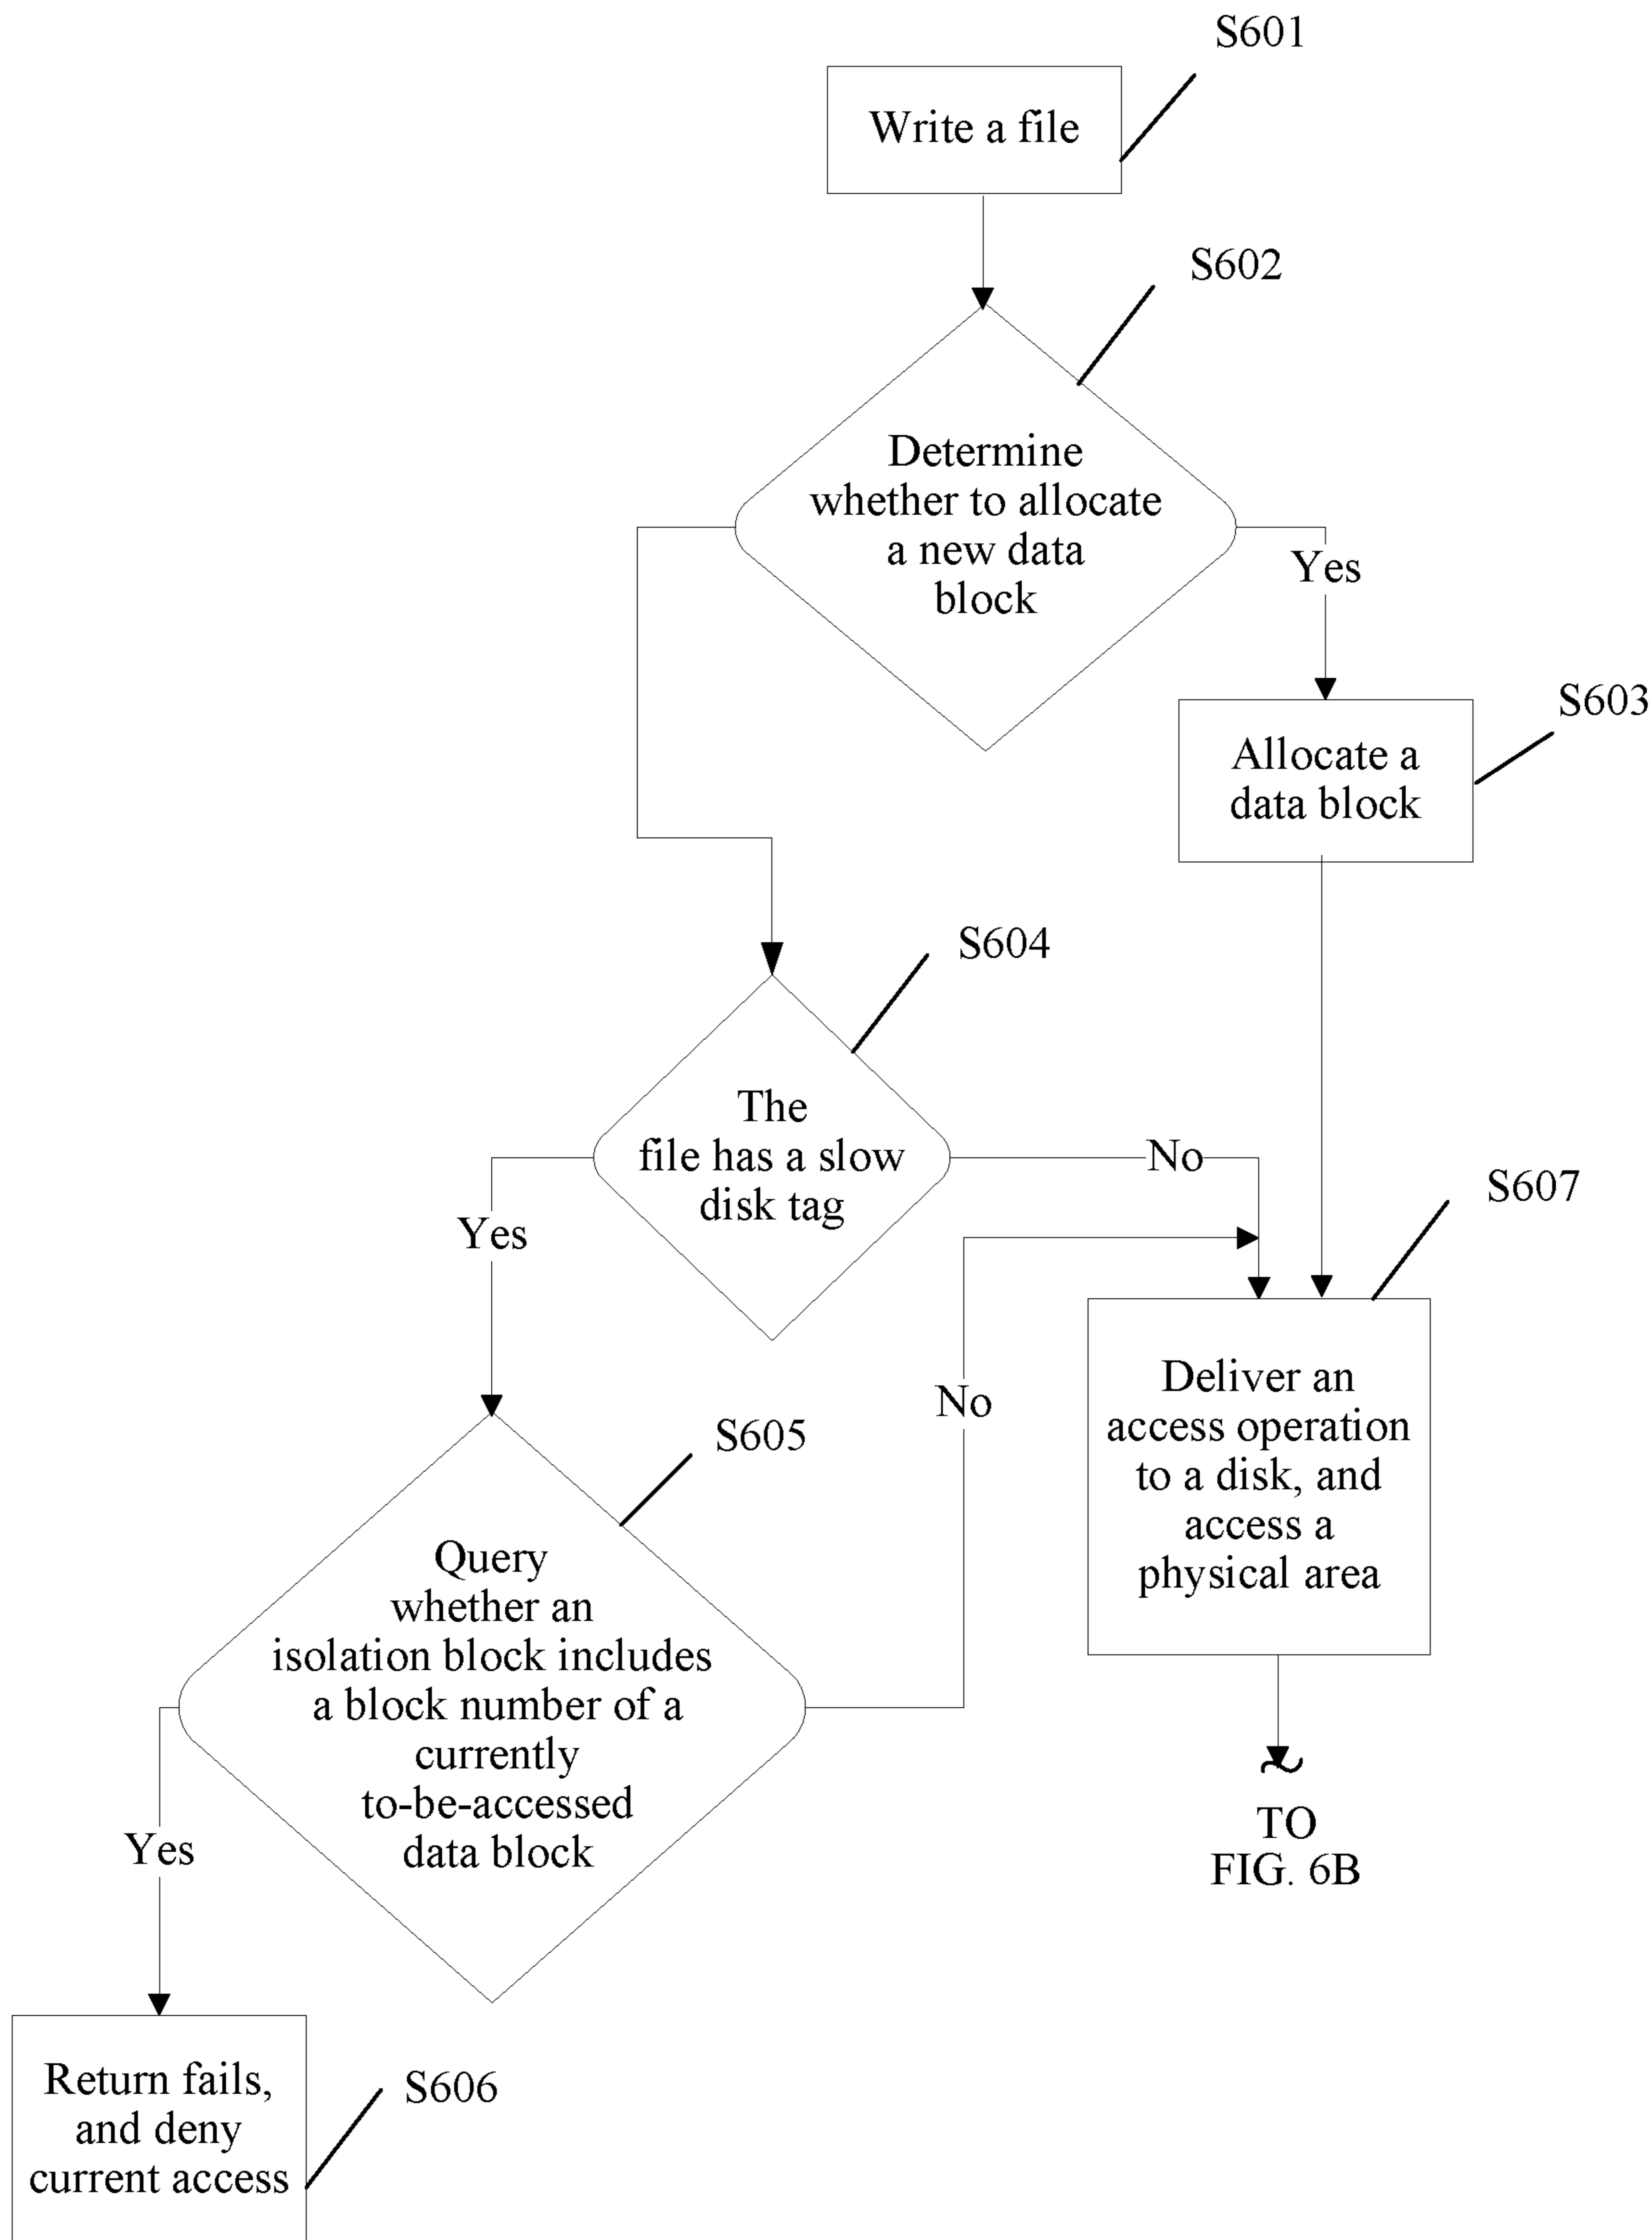 S601
Write a file
S602
Determine
whether to allocate
a new data
block
Yes
S603
Allocate a
data block
S604
The
file has a slow
disk tag
No
Yes
S607
Deliver an
access operation
to a disk, and
access a
physical area
No
S605
Query
whether an
isolation block includes
a block number of a
currently
to-be-accessed
data block
TO
FIG. 6B
Yes
S606
Return fails,
and deny
current access